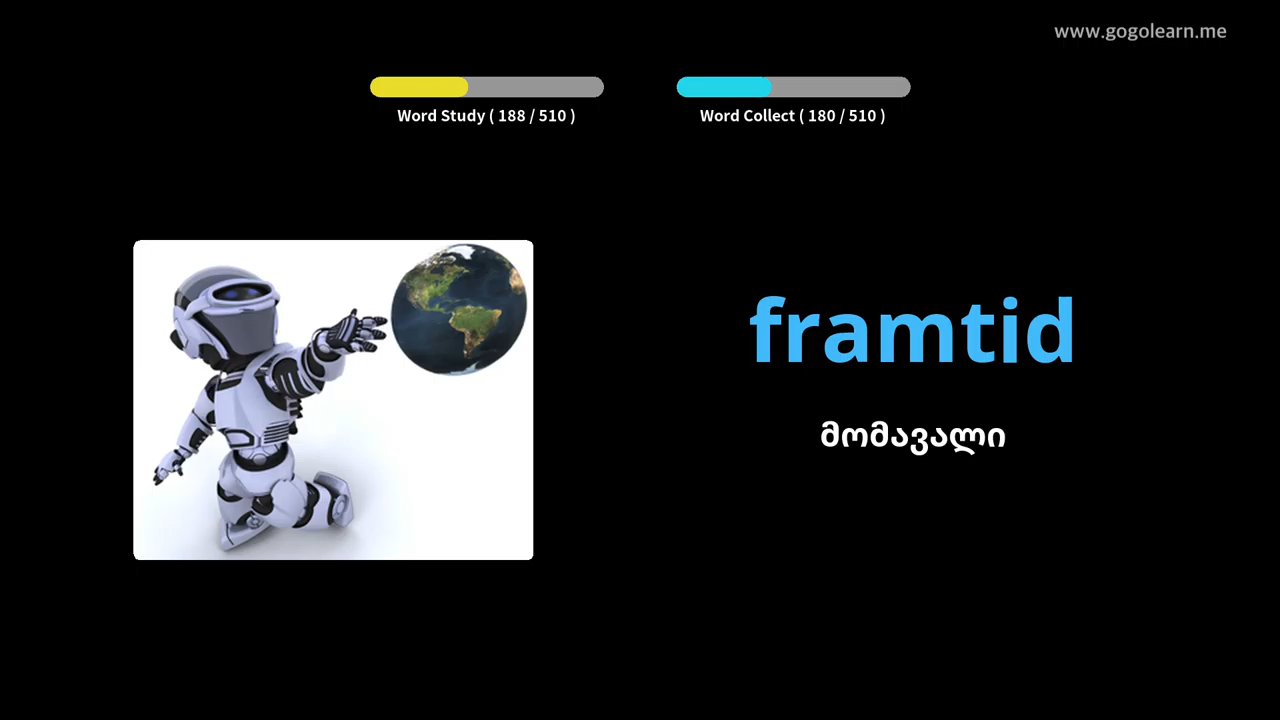 www.gogolearn.me
Word Study ( 188 / 510 )
Word Collect ( 180 / 510 )
framtid
მომავალი